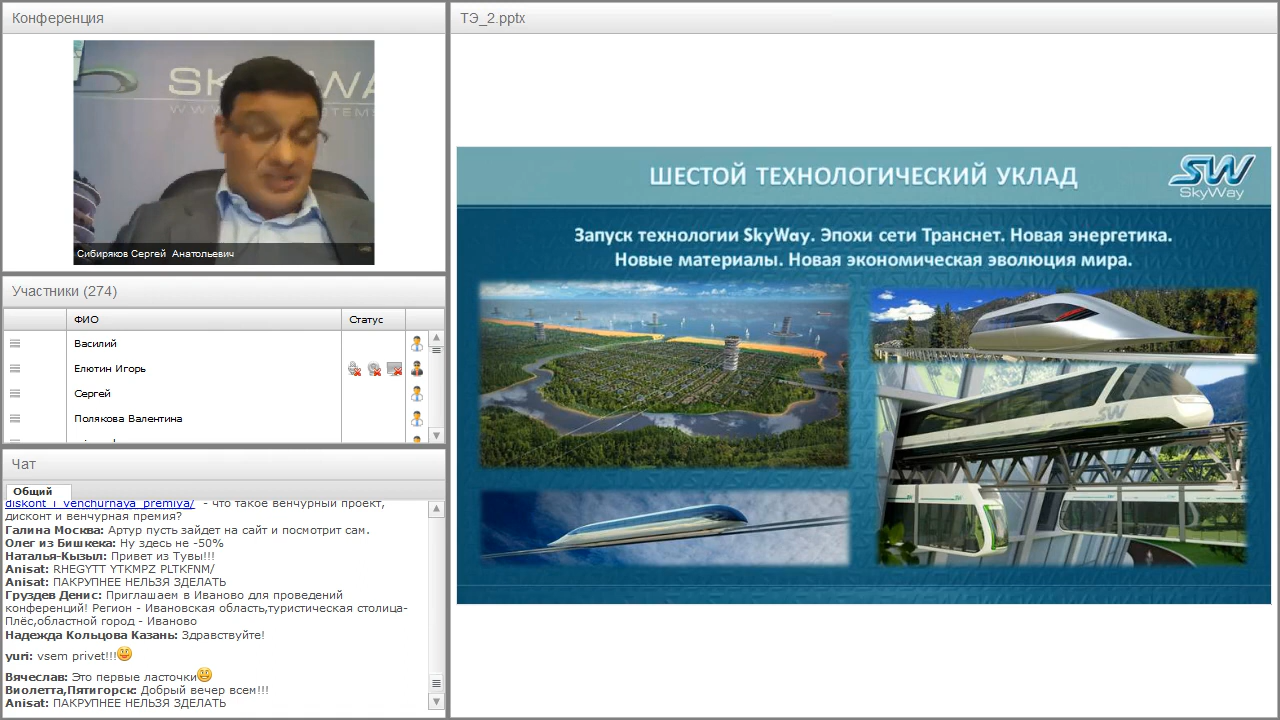 Конференция
SKYWA
Сибиряков Сергей Анатольевич
Участники (274)
ФИО
Статус
Василий
Елютин Игорь
Сергей
Полякова Валентина
Чат
Общий
diskont_i_venchurnaya_premiya/ - что такое венчурный проект,
дисконт и венчурная премия?
Галина Москва: Артур пусть зайдет на сайт и посмотрит сам.
Олег из Бишкека: Ну здесь не -50%
Наталья-Кызыл: Привет из Тувы!!!
Anisat: RHEGYTT YTKMPZ PLTKFNM/
Anisat: ПАКРУПНЕЕ НЕЛЬЗЯ ЗДЕЛАТЬ
Груздев Денис: Приглашаем в Иваново для проведений
конференций! Регион - Ивановская область,туристическая столица-
Плёс,областной город - Иваново
Надежда Кольцова Казань: Здравствуйте!
yuri: vsem privet!!!
Вячеслав: Это первые ласточки
Виолетта,Пятигорск: Добрый вечер всем!!!
Anisat: ПАКРУПНЕЕ НЕЛЬЗЯ ЗДЕЛАТЬ
ТЭ_2.pptx
ШЕСТОЙ ТЕХНОЛОГИЧЕСКИЙ УКЛАД
SW
SkyWay
Запуск технологии SkyWay. Эпохи сети Транснет. Новая энергетика.
Новые материалы. Новая экономическая эволюция мира.
SW